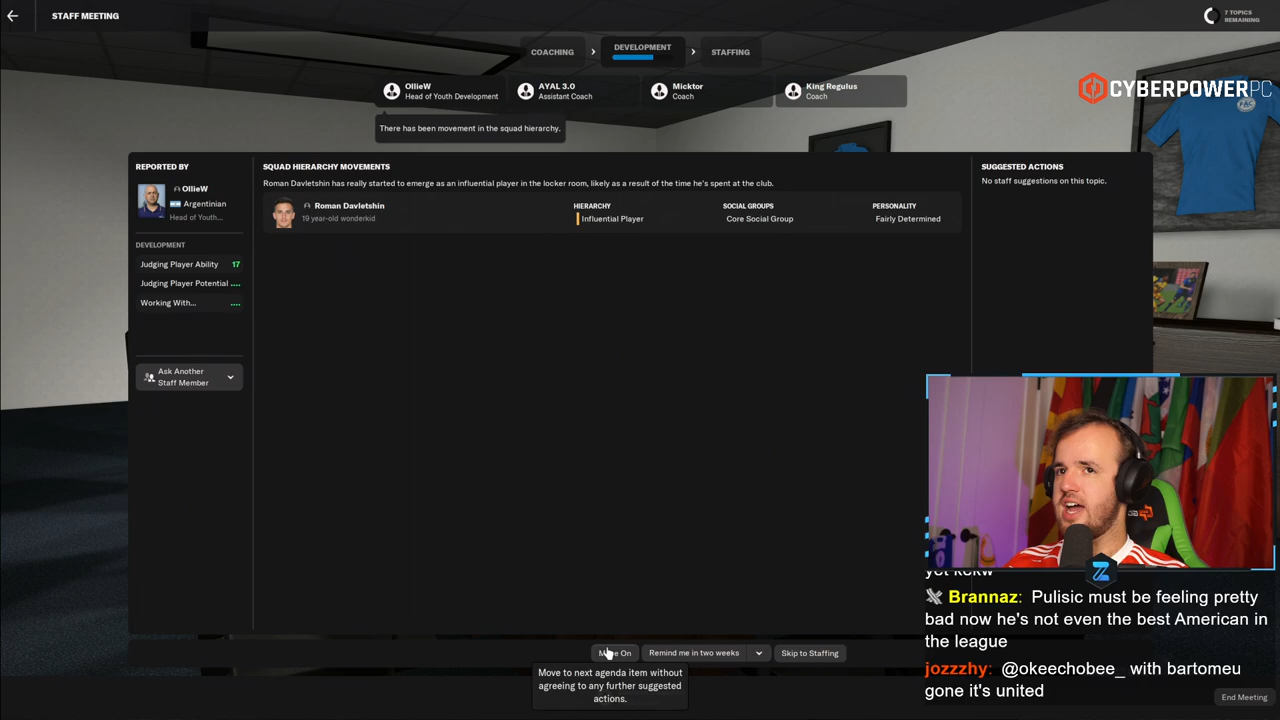 STAFF MEETING
7 TOPICS
REMAINING
COACHING
DEVELOPMENT
STAFFING
OllieW
Head of Youth Development
AYAL 3.0
Assistant Coach
Micktor
Coach
King Regulus
Coach
CYBERPOWERPC
There has been movement in the squad hierarchy.
REPORTED BY
OllieW
Argentinian
Head of Youth...
DEVELOPMENT
Judging Player Ability 17
Judging Player Potential ....
Working With... ....
Ask Another
Staff Member
SQUAD HIERARCHY MOVEMENTS
Roman Davletshin has really started to emerge as an influential player in the locker room, likely as a result of the time he's spent at the club.
Roman Davletshin
19 year-old wonderkid
HIERARCHY
Influential Player
SOCIAL GROUPS
Core Social Group
PERSONALITY
Fairly Determined
SUGGESTED ACTIONS
No staff suggestions on this topic.
Move On
Remind me in two weeks
Skip to Staffing
Move to next agenda item without
agreeing to any further suggested
actions.
End Meeting
yet kekw
Brannaz: Pulisic must be feeling pretty
bad now he's not even the best American in
the league
jozzzhy: @okeechobee_ with bartomeu
gone it's united